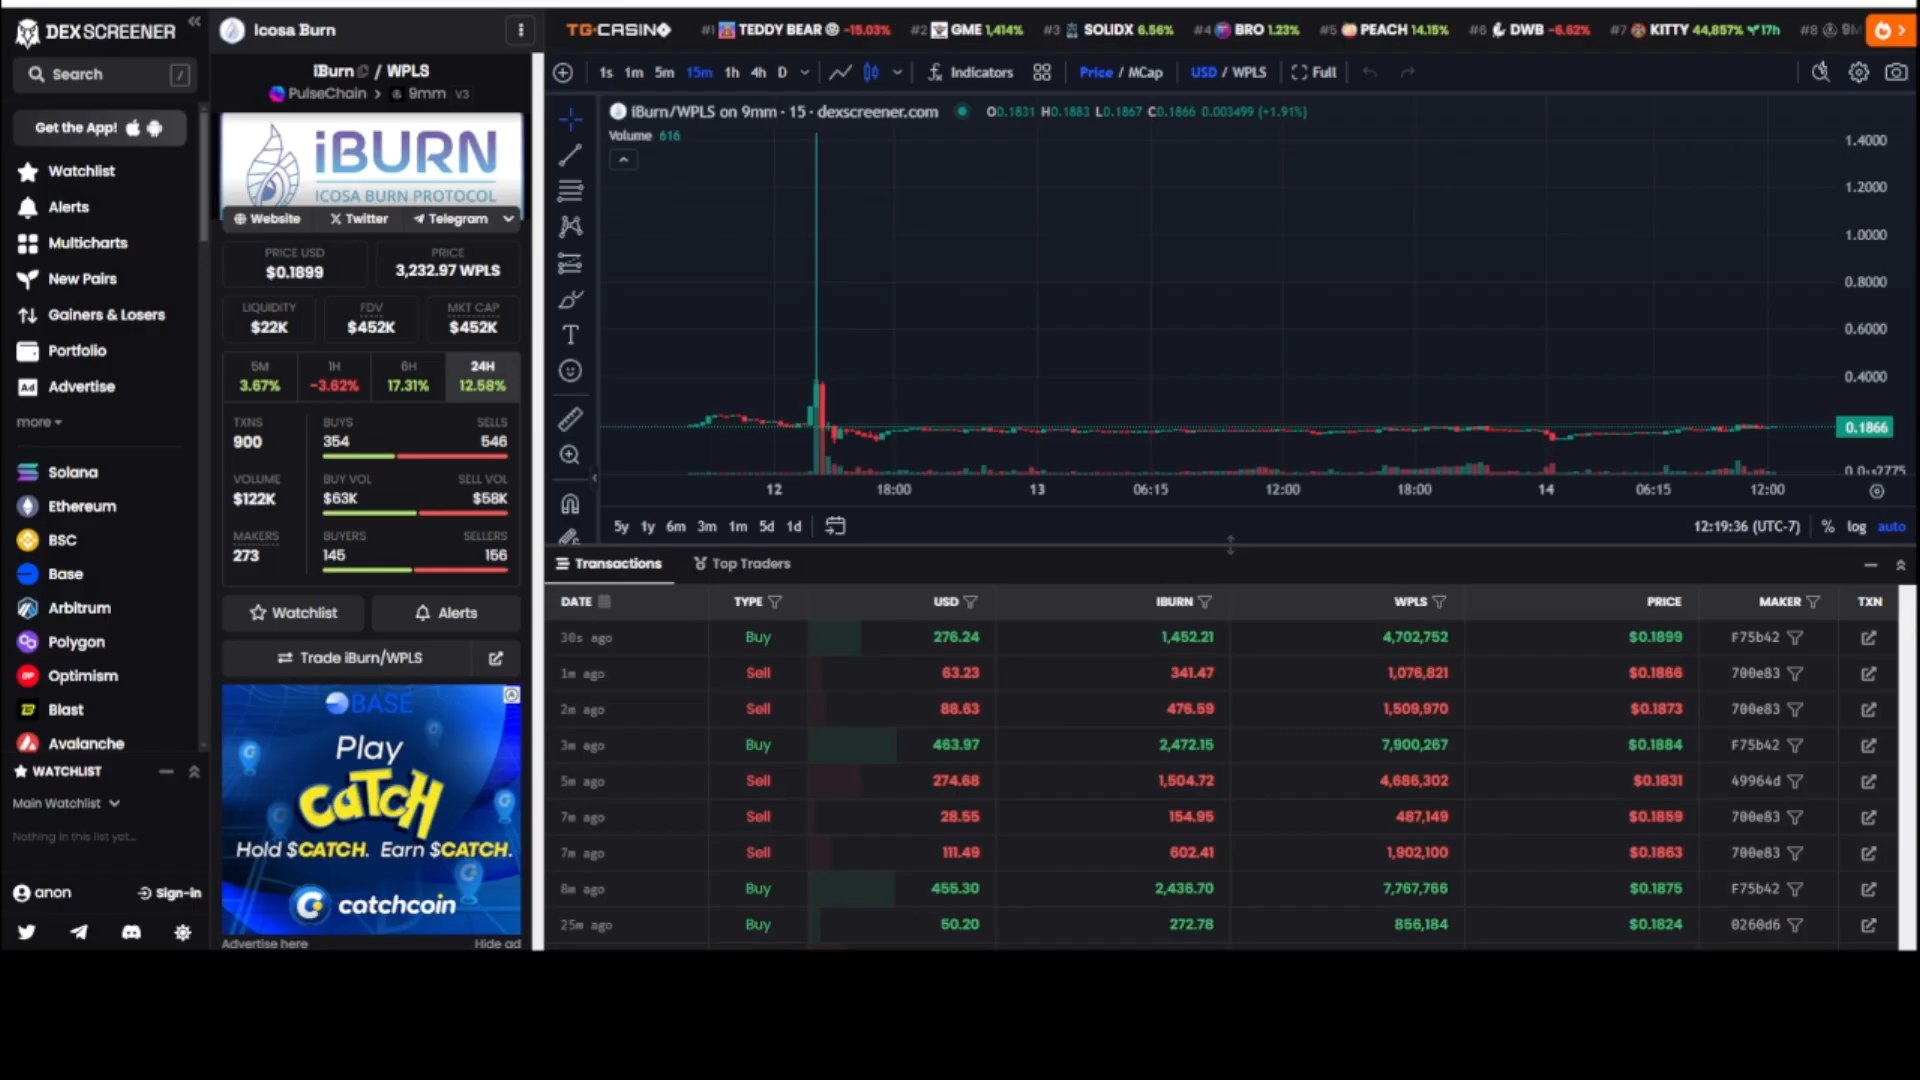 DEX SCREENER
Search /
Get the App!
Watchlist
Alerts
Multicharts
New Pairs
Gainers & Losers
Portfolio
Ad Advertise
more
Solana
Ethereum
BSC
Base
Arbitrum
Polygon
OP Optimism
Blast
Avalanche
WATCHLIST
Main Watchlist
Nothing in this list yet...
anon Sign-in
Icosa Burn
iBurn / WPLS
PulseChain > 9mm V3
iBURN
ICOSA BURN PROTOCOL
Website Twitter Telegram
PRICE USD PRICE
$0.1899 3,232.97 WPLS
LIQUIDITY FDV MKT CAP
$22K $452K $452K
5M 1H 6H 24H
3.67% -3.62% 17.31% 12.58%
TXNS BUYS SELLS
900 354 546
VOLUME BUY VOL SELL VOL
$122K $63K $58K
MAKERS BUYERS SELLERS
273 145 156
Watchlist Alerts
Trade iBurn/WPLS
BASE
Play
CATCH
Hold $CATCH. Earn $CATCH.
catchcoin
Advertise here Hide ad
TG.CASINO #1 TEDDY BEAR -15.03% #2 GME 1,414% #3 SOLIDX 6.56% #4 BRO 1.23% #5 PEACH 14.15% #6 DWB -6.62% #7 KITTY 44,857% 17h #8
1s 1m 5m 15m 1h 4h D Indicators Price / MCap USD / WPLS Full
iBurn/WPLS on 9mm · 15 · dexscreener.com O0.1831 H0.1883 L0.1867 C0.1866 0.003499 (+1.91%)
Volume 616
1.4000
1.2000
1.0000
0.8000
0.6000
0.4000
0.1866
12 18:00 13 06:15 12:00 18:00 14 06:15 12:00
5y 1y 6m 3m 1m 5d 1d 12:19:36 (UTC-7) % log auto
Transactions Top Traders
DATE TYPE USD IBURN WPLS PRICE MAKER TXN
30s ago Buy 276.24 1,452.21 4,702,752 $0.1899 F75b42
1m ago Sell 63.23 341.47 1,076,821 $0.1866 700e83
2m ago Sell 88.63 476.59 1,509,970 $0.1873 700e83
3m ago Buy 463.97 2,472.15 7,900,267 $0.1884 F75b42
5m ago Sell 274.68 1,504.72 4,686,302 $0.1831 49964d
7m ago Sell 28.55 154.95 487,149 $0.1859 700e83
7m ago Sell 111.49 602.41 1,902,100 $0.1863 700e83
8m ago Buy 455.30 2,436.70 7,767,766 $0.1875 F75b42
25m ago Buy 50.20 272.78 856,184 $0.1824 0260d6